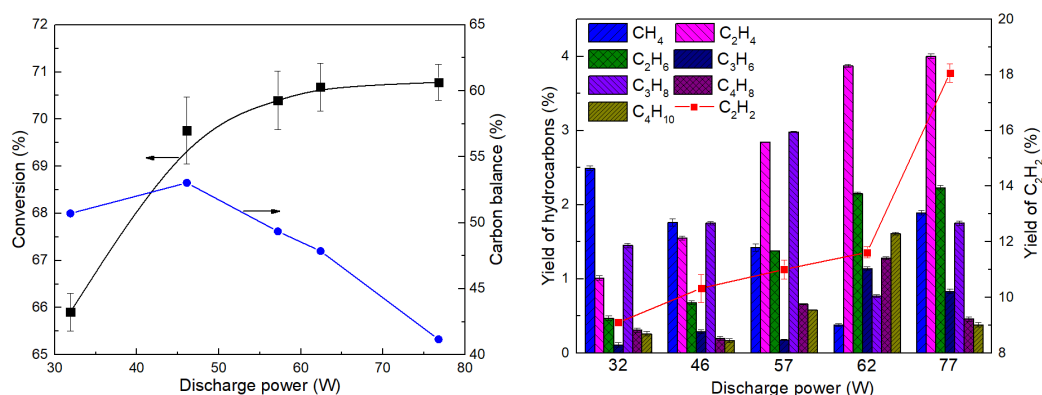 72
71
70
69
68
67
66
65
Conversion (%)
65
60
55
50
45
40
Carbon balance (%)
30 40 50 60 70 80
Discharge power (W)
4
3
2
1
0
Yield of hydrocarbons (%)
CH₄ C₂H₄
C₂H₆ C₃H₆
C₃H₈ C₄H₈
C₄H₁₀ C₂H₂
20
18
16
14
12
10
8
Yield of C₂H₂ (%)
32 46 57 62 77
Discharge power (W)